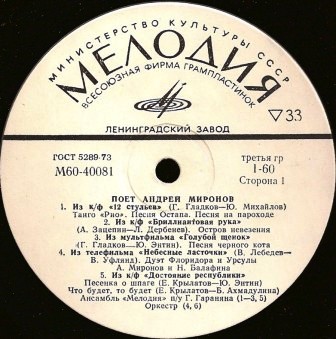 МИНИСТЕРСТВО КУЛЬТУРЫ СССР
МЕЛОДИЯ
ВСЕСОЮЗНАЯ ФИРМА ГРАМПЛАСТИНОК
▽33
ЛЕНИНГРАДСКИЙ ЗАВОД
ГОСТ 5289-73
М60-40081
третья гр
1-60
Сторона 1
ПОЕТ АНДРЕЙ МИРОНОВ
1. Из к/ф «12 стульев» (Г. Гладков—Ю. Михайлов)
Танго «Рио». Песня Остапа. Песня на пароходе
2. Из к/ф «Бриллиантовая рука»
(А. Зацепин—Л. Дербенев). Остров невезения
3. Из мультфильма «Голубой щенок»
(Г. Гладков—Ю. Энтин). Песня черного кота
4. Из телефильма «Небесные ласточки» (В. Лебедев—
В. Уфлянд). Дуэт Флоридора и Урсулы
А. Миронов и Н. Балафина
5. Из к/ф «Достояние республики»
Песенка о шпаге (Е. Крылатов—Ю. Энтин)
Что будет, то будет (Е. Крылатов—Б. Ахмадулина)
Ансамбль «Мелодия» п/у Г. Гараняна (1—3, 5)
Оркестр (4, 6)